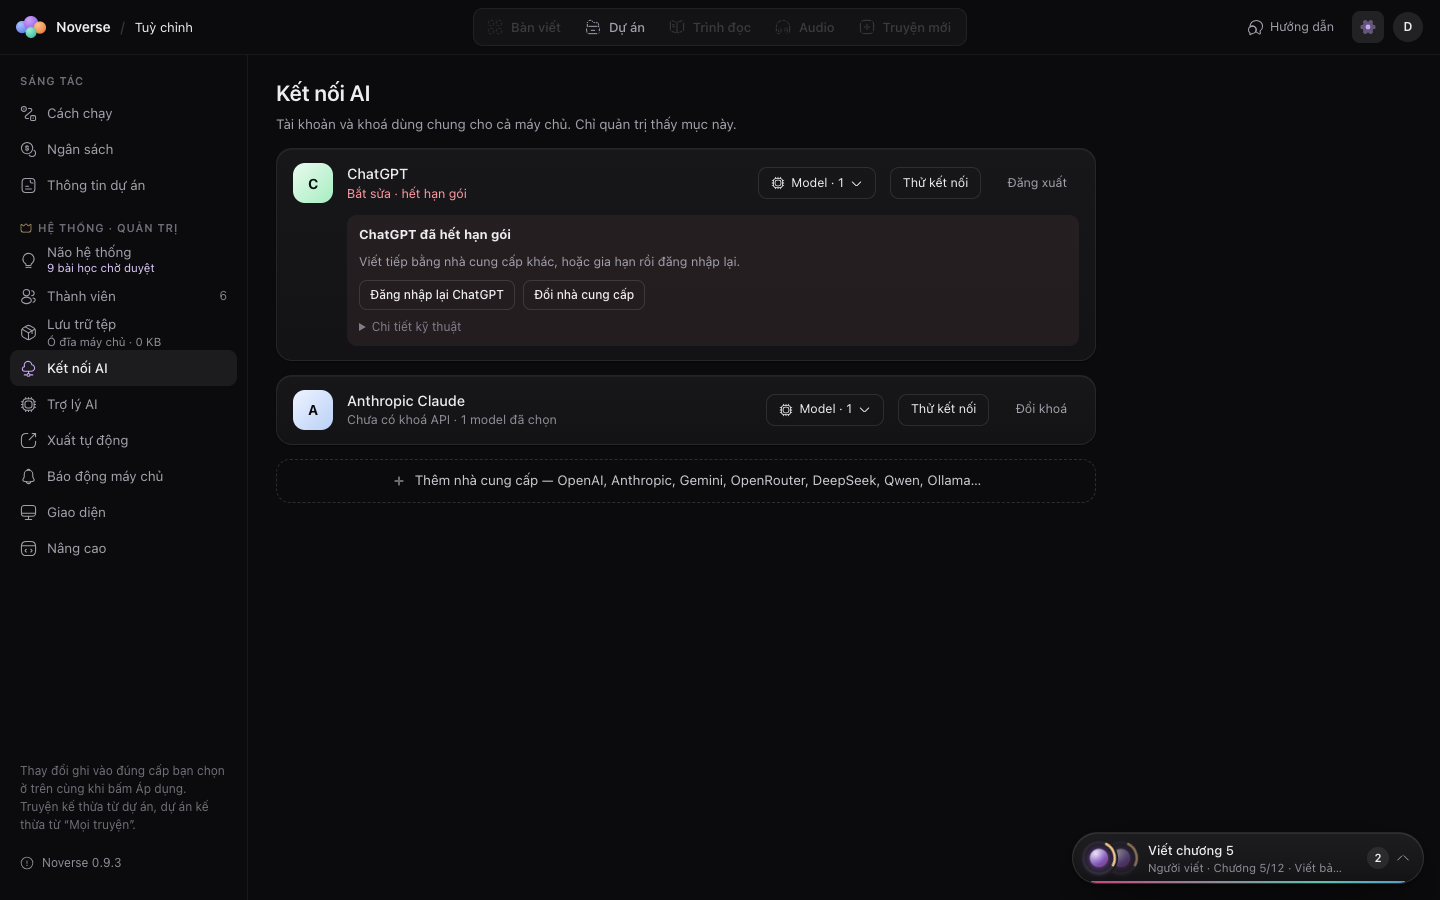 Noverse / Tuỳ chỉnh
Bàn viết
Dự án
Trình đọc
Audio
Truyện mới
Hướng dẫn
D
SÁNG TÁC
Cách chạy
Ngân sách
Thông tin dự án
HỆ THỐNG · QUẢN TRỊ
Não hệ thống
9 bài học chờ duyệt
Thành viên 6
Lưu trữ tệp
Ổ đĩa máy chủ · 0 KB
Kết nối AI
Trợ lý AI
Xuất tự động
Báo động máy chủ
Giao diện
Nâng cao
Thay đổi ghi vào đúng cấp bạn chọn
ở trên cùng khi bấm Áp dụng.
Truyện kế thừa từ dự án, dự án kế
thừa từ "Mọi truyện".
Noverse 0.9.3
Kết nối AI
Tài khoản và khoá dùng chung cho cả máy chủ. Chỉ quản trị thấy mục này.
C
ChatGPT
Bắt sửa · hết hạn gói
Model · 1
Thử kết nối
Đăng xuất
ChatGPT đã hết hạn gói
Viết tiếp bằng nhà cung cấp khác, hoặc gia hạn rồi đăng nhập lại.
Đăng nhập lại ChatGPT
Đổi nhà cung cấp
Chi tiết kỹ thuật
A
Anthropic Claude
Chưa có khoá API · 1 model đã chọn
Model · 1
Thử kết nối
Đổi khoá
+ Thêm nhà cung cấp — OpenAI, Anthropic, Gemini, OpenRouter, DeepSeek, Qwen, Ollama...
Viết chương 5
Người viết · Chương 5/12 · Viết bả...
2